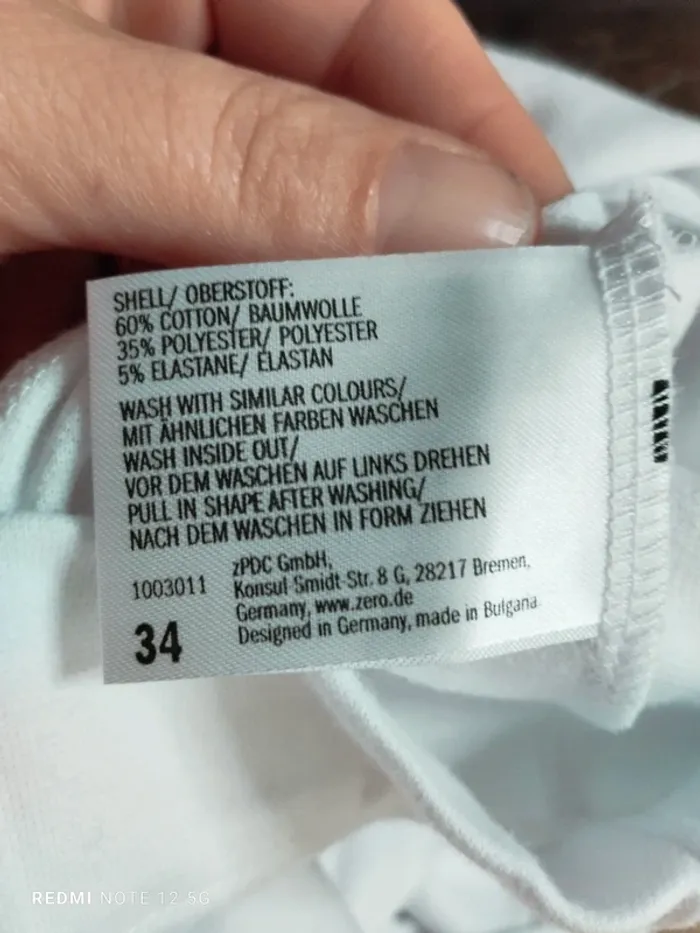 SHELL/ OBERSTOFF:
60% COTTON/ BAUMWOLLE
35% POLYESTER/ POLYESTER
5% ELASTANE/ ELASTAN
WASH WITH SIMILAR COLOURS/
MIT ÄHNLICHEN FARBEN WASCHEN
WASH INSIDE OUT/
VOR DEM WASCHEN AUF LINKS DREHEN
PULL IN SHAPE AFTER WASHING/
NACH DEM WASCHEN IN FORM ZIEHEN
1003011
34
zPDC GmbH,
Konsul-Smidt-Str. 8 G, 28217 Bremen,
Germany, www.zero.de
Designed in Germany, made in
REDMI NOTE 12 5G